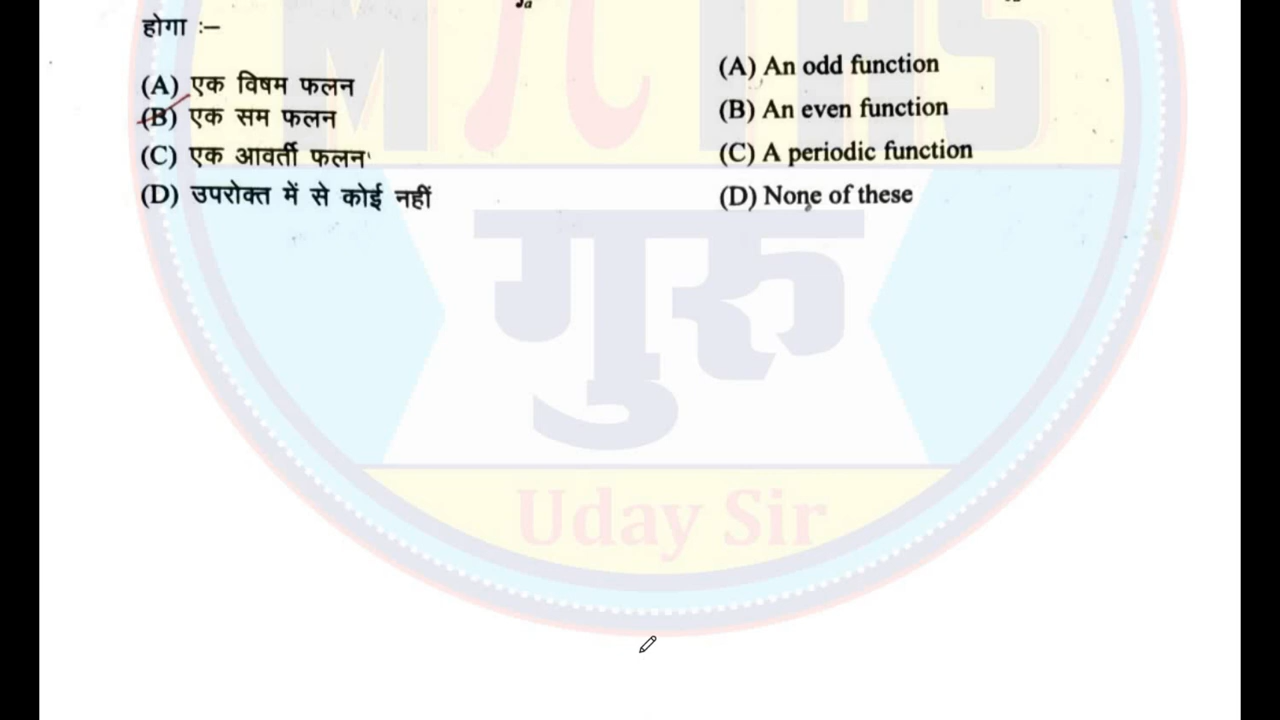 होगा :–
(A) एक विषम फलन
(B) एक सम फलन
(C) एक आवर्ती फलन
(D) उपरोक्त में से कोई नहीं
(A) An odd function
(B) An even function
(C) A periodic function
(D) None of these
MπTHS
गुरु
Uday Sir